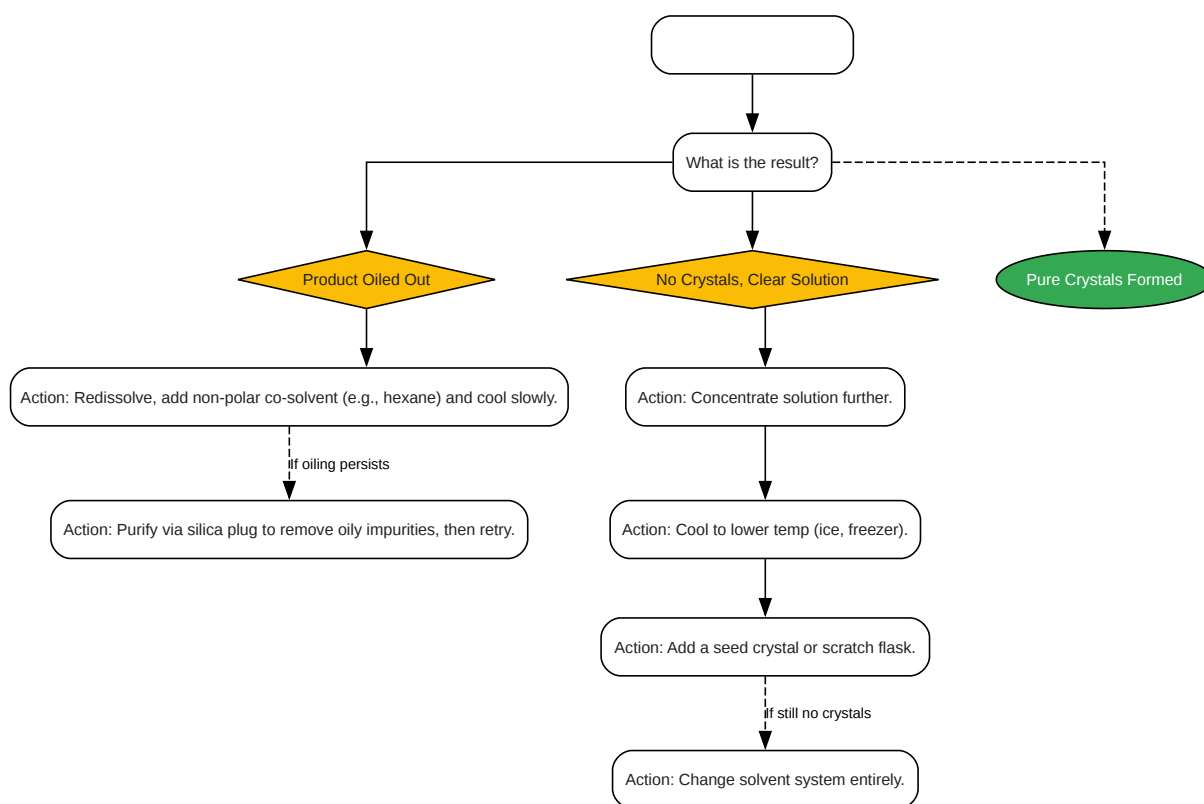 What is the result?
Product Oiled Out
No Crystals, Clear Solution
Pure Crystals Formed
Action: Redissolve, add non-polar co-solvent (e.g., hexane) and cool slowly.
Action: Concentrate solution further.
If oiling persists
Action: Purify via silica plug to remove oily impurities, then retry.
Action: Cool to lower temp (ice, freezer).
Action: Add a seed crystal or scratch flask.
If still no crystals
Action: Change solvent system entirely.